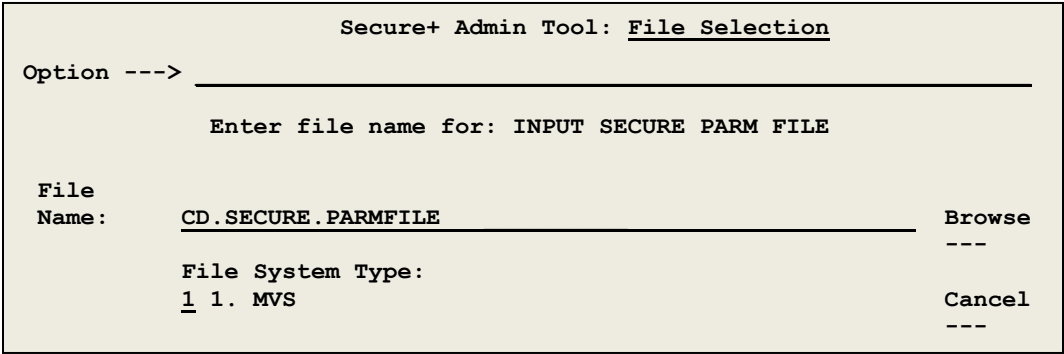 Secure+ Admin Tool: File Selection
Option --->
Enter file name for: INPUT SECURE PARM FILE
File
Name: CD.SECURE.PARMFILE Browse
---
File System Type:
1 1. MVS Cancel
---